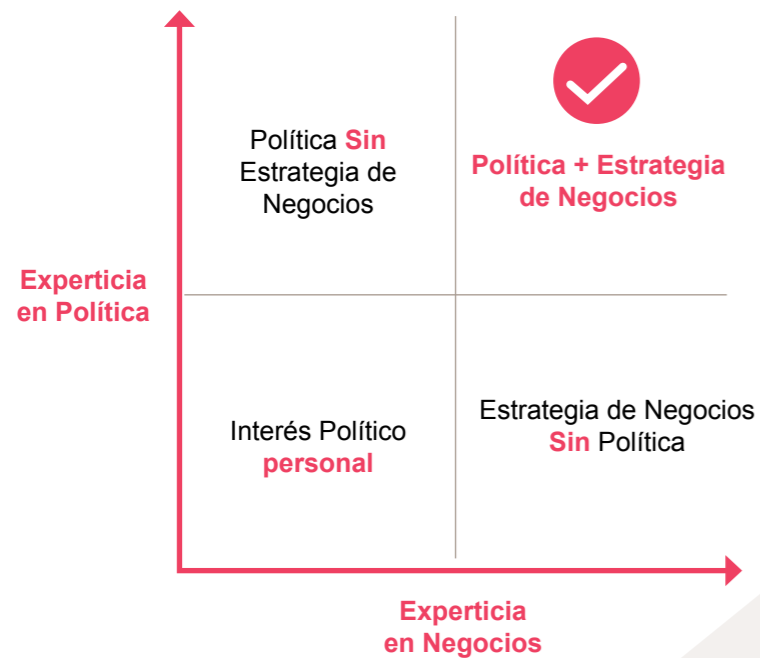 Política Sin
Estrategia de
Negocios
Política + Estrategia
de Negocios
Experticia
en Política
Interés Político
personal
Estrategia de Negocios
Sin Política
Experticia
en Negocios